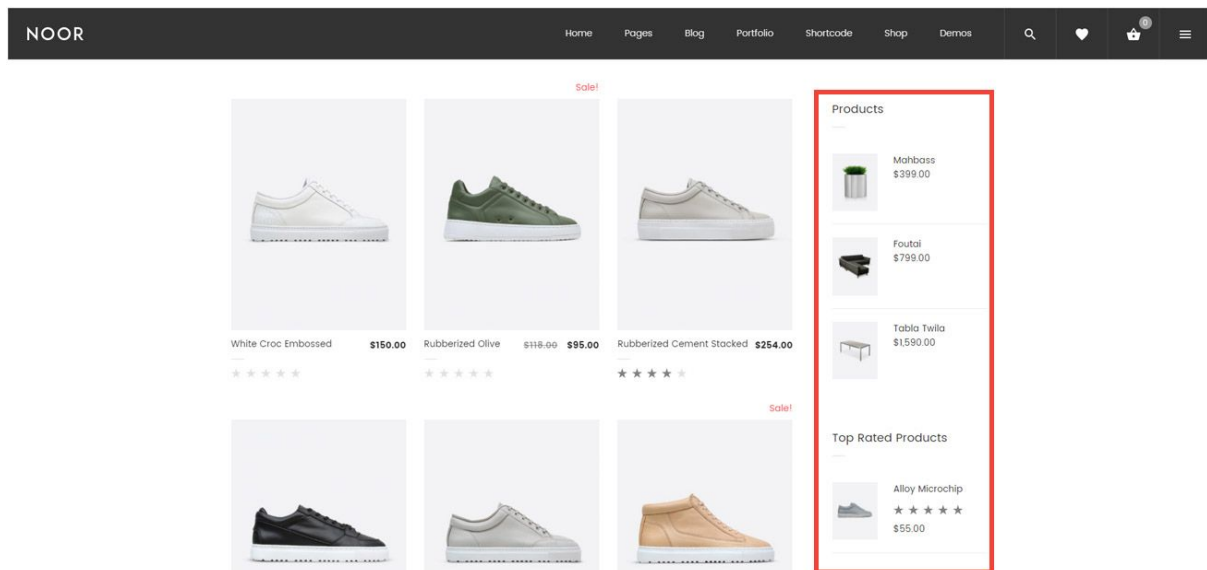 NOOR
Home Pages Blog Portfolio Shortcode Shop Demos
0
Sale!
White Croc Embossed $150.00
Rubberized Olive $118.00 $95.00
Rubberized Cement Stacked $254.00
Sale!
Products
Mahbass
$399.00
Foutai
$799.00
Tabla Twila
$1,590.00
Top Rated Products
Alloy Microchip
$55.00